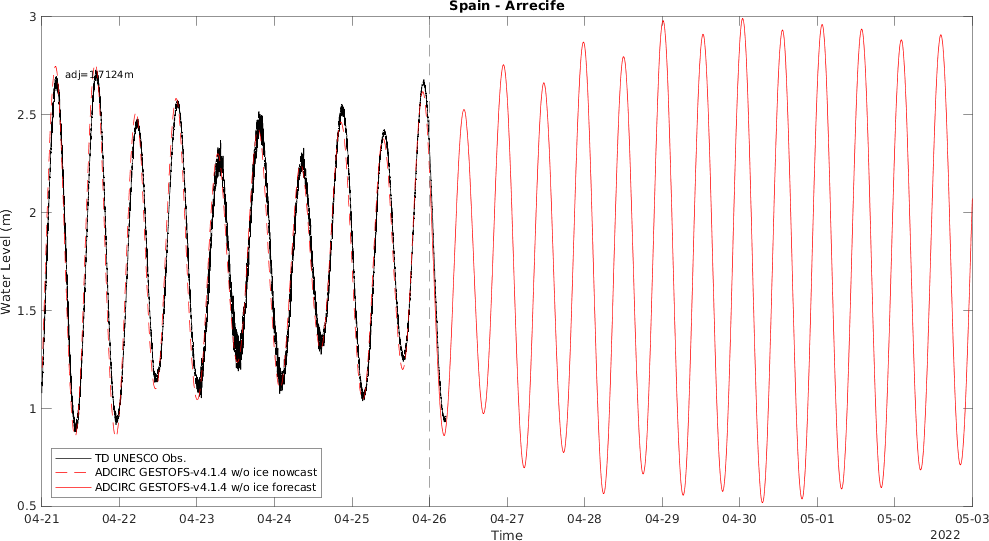 Spain - Arrecife
adj=1.7124m
Water Level (m)
3
2.5
2
1.5
1
0.5
TD UNESCO Obs.
ADCIRC GESTOFS-v4.1.4 w/o ice nowcast
ADCIRC GESTOFS-v4.1.4 w/o ice forecast
04-21 04-22 04-23 04-24 04-25 04-26 04-27 04-28 04-29 04-30 05-01 05-02 05-03
Time
2022